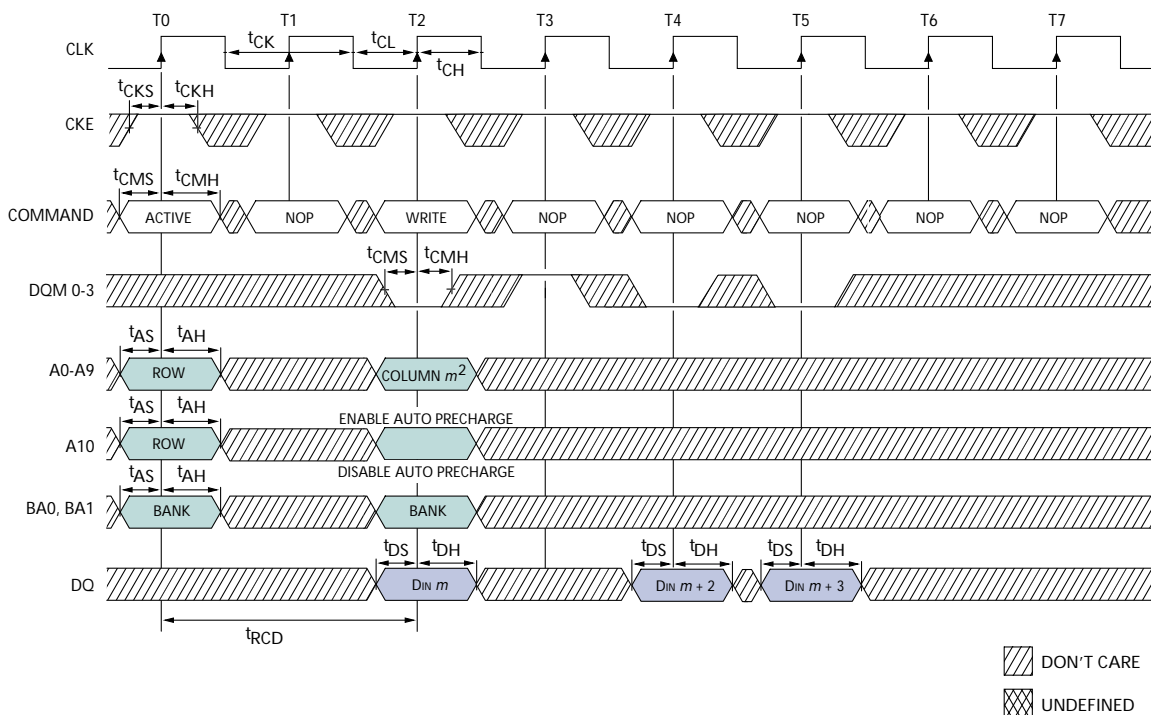 T0 T1 T2 T3 T4 T5 T6 T7
CLK
tCK tCL
tCH
tCKS tCKH
CKE
tCMS tCMH
COMMAND ACTIVE NOP WRITE NOP NOP NOP NOP NOP
tCMS tCMH
DQM 0-3
tAS tAH
A0-A9 ROW COLUMN m2
tAS tAH ENABLE AUTO PRECHARGE
A10 ROW
tAS tAH DISABLE AUTO PRECHARGE
BA0, BA1 BANK BANK
tDS tDH tDS tDH tDS tDH
DQ DIN m DIN m + 2 DIN m + 3
tRCD
DON'T CARE
UNDEFINED